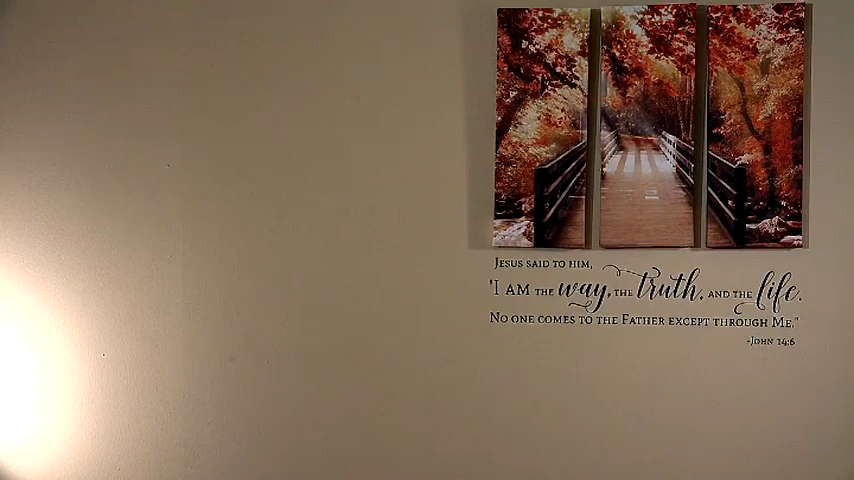 Jesus said to him,
"I am the way, the truth, and the life.
No one comes to the Father except through Me."
-John 14:6